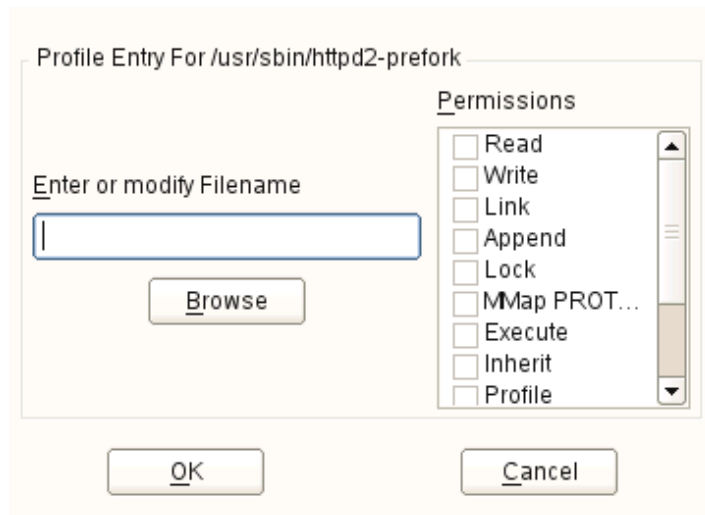 Profile Entry For /usr/sbin/httpd2-prefork
Permissions
Read
Write
Link
Append
Lock
MMap PROT...
Execute
Inherit
Profile
Enter or modify Filename
Browse
OK
Cancel